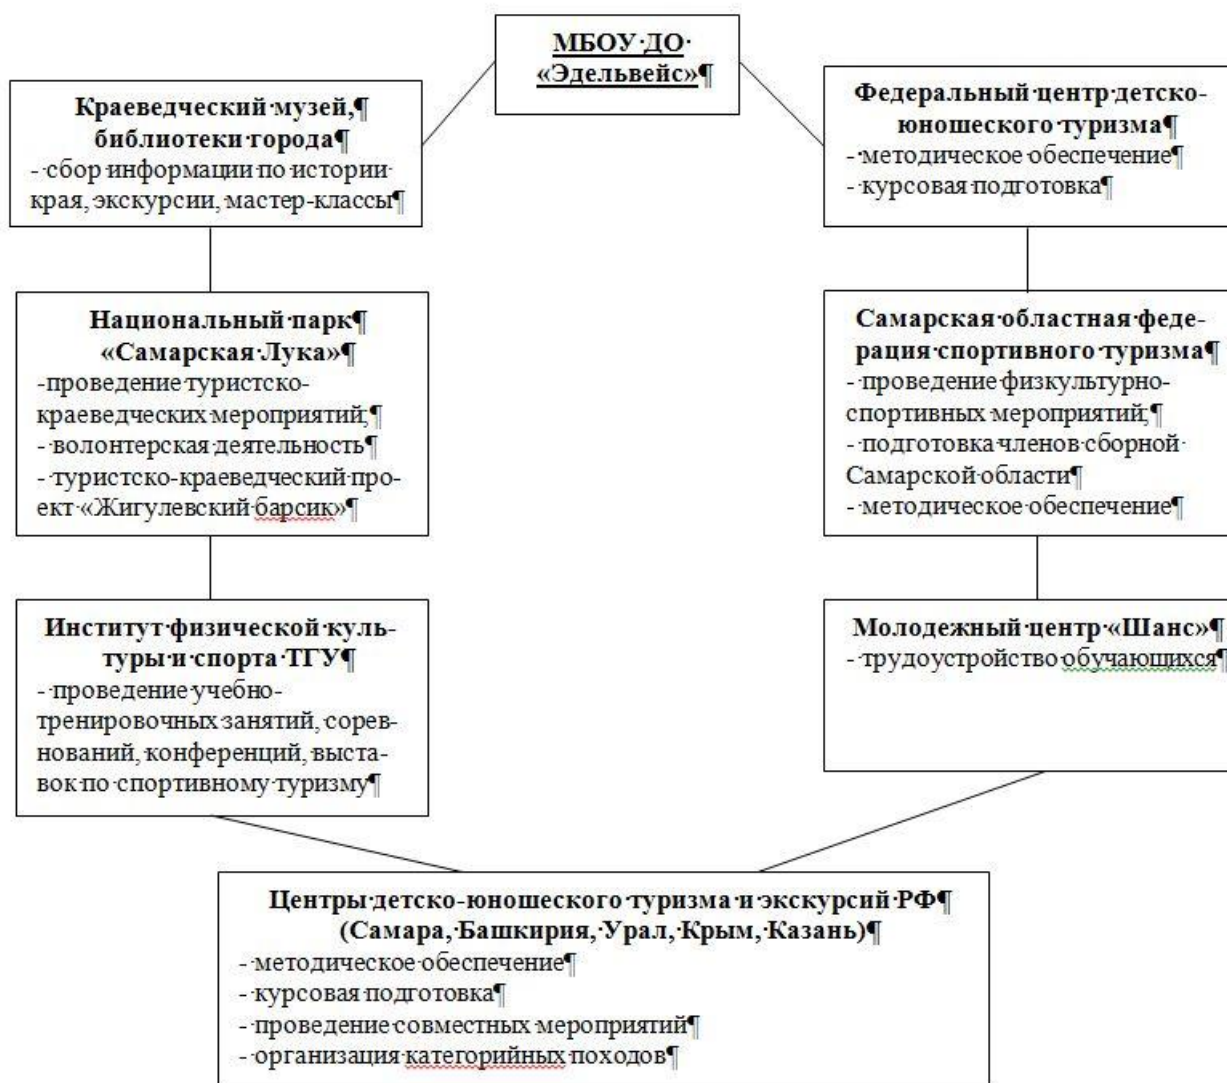 МБОУ ДО
«Эдельвейс»¶
Краеведческий музей,¶
библиотеки города¶
- сбор информации по истории
края, экскурсии, мастер-классы¶
Национальный парк¶
«Самарская Лука»¶
-проведение туристско-
краеведческих мероприятий;¶
- волонтерская деятельность¶
- туристско-краеведческий про-
ект «Жигулевский барсик»¶
Институт физической куль-
туры и спорта ТГУ¶
- проведение учебно-
тренировочных занятий, сорев-
нований, конференций, выста-
вок по спортивному туризму¶
Федеральный центр детско-
юношеского туризма¶
- методическое обеспечение¶
- курсовая подготовка¶
Самарская областная феде-
рация спортивного туризма¶
- проведение физкультурно-
спортивных мероприятий;¶
- подготовка членов сборной
Самарской области¶
- методическое обеспечение¶
Молодежный центр «Шанс»¶
- трудоустройство обучающихся¶
Центры детско-юношеского туризма и экскурсий РФ¶
(Самара, Башкирия, Урал, Крым, Казань)¶
- методическое обеспечение¶
- курсовая подготовка¶
- проведение совместных мероприятий¶
- организация категорийных походов¶